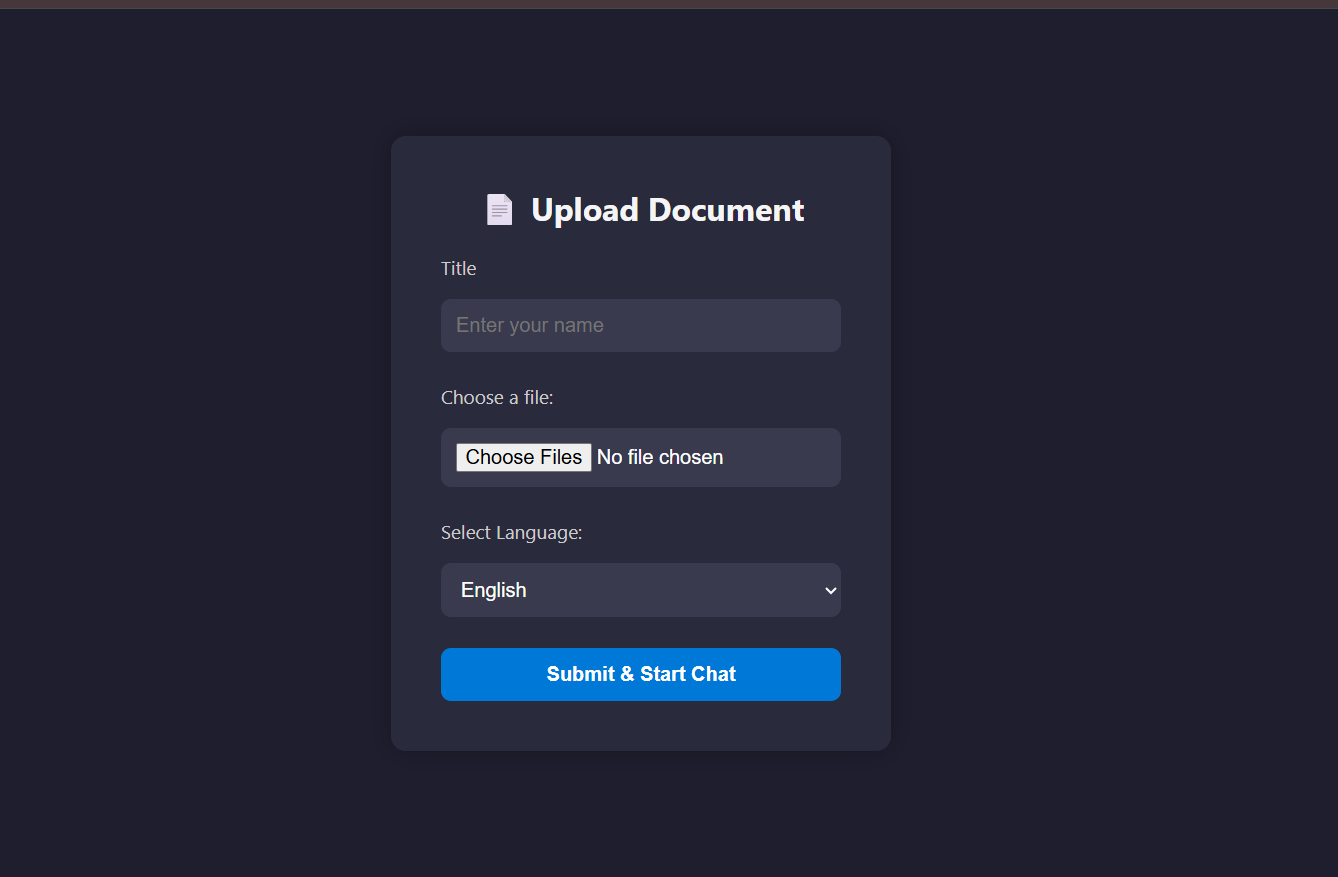 Upload Document
Title
Enter your name
Choose a file:
Choose Files No file chosen
Select Language:
English
Submit & Start Chat